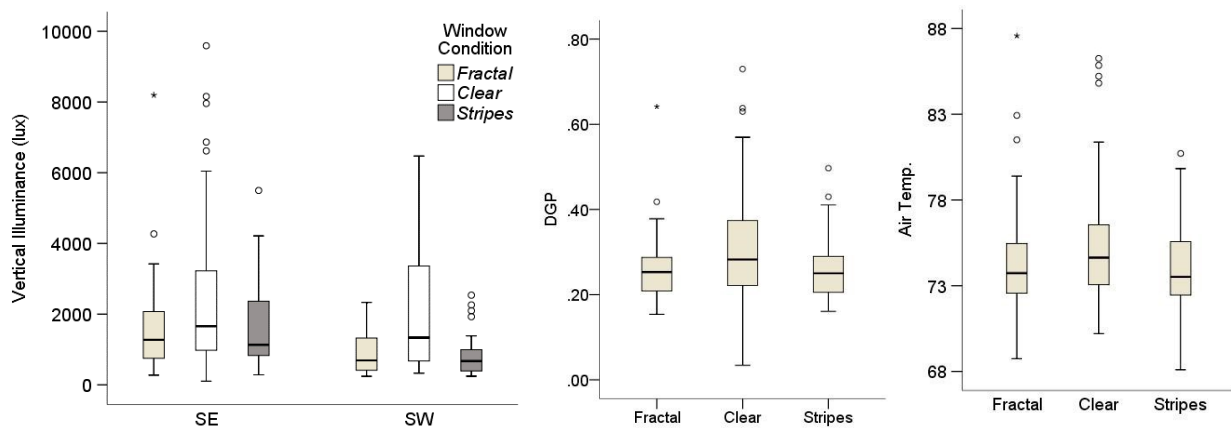 Vertical Illuminance (lux)
10000
8000
6000
4000
2000
0
SE
SW
Window
Condition
Fractal
Clear
Stripes
*
DGP
.80
.60
.40
.20
.00
Fractal
Clear
Stripes
*
Air Temp.
88
83
78
73
68
Fractal
Clear
Stripes
*